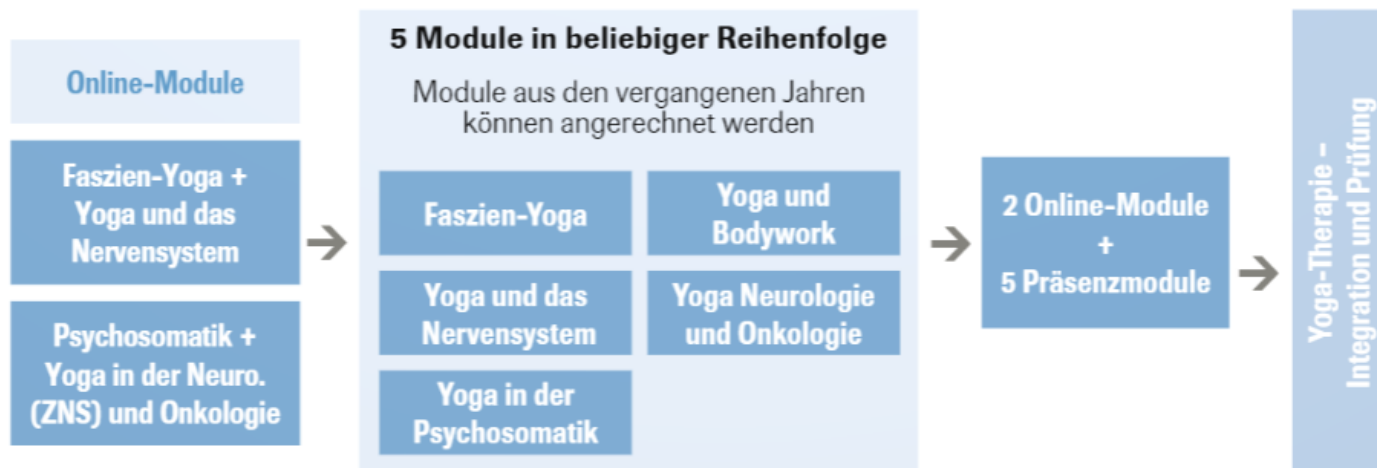 Online-Module
Faszien-Yoga +
Yoga und das
Nervensystem
Psychosomatik +
Yoga in der Neuro.
(ZNS) und Onkologie
5 Module in beliebiger Reihenfolge
Module aus den vergangenen Jahren
können angerechnet werden
Faszien-Yoga
Yoga und
Bodywork
Yoga und das
Nervensystem
Yoga Neurologie
und Onkologie
Yoga in der
Psychosomatik
2 Online-Module
+
5 Präsenzmodule
Yoga-Therapie –
Integration und Prüfung